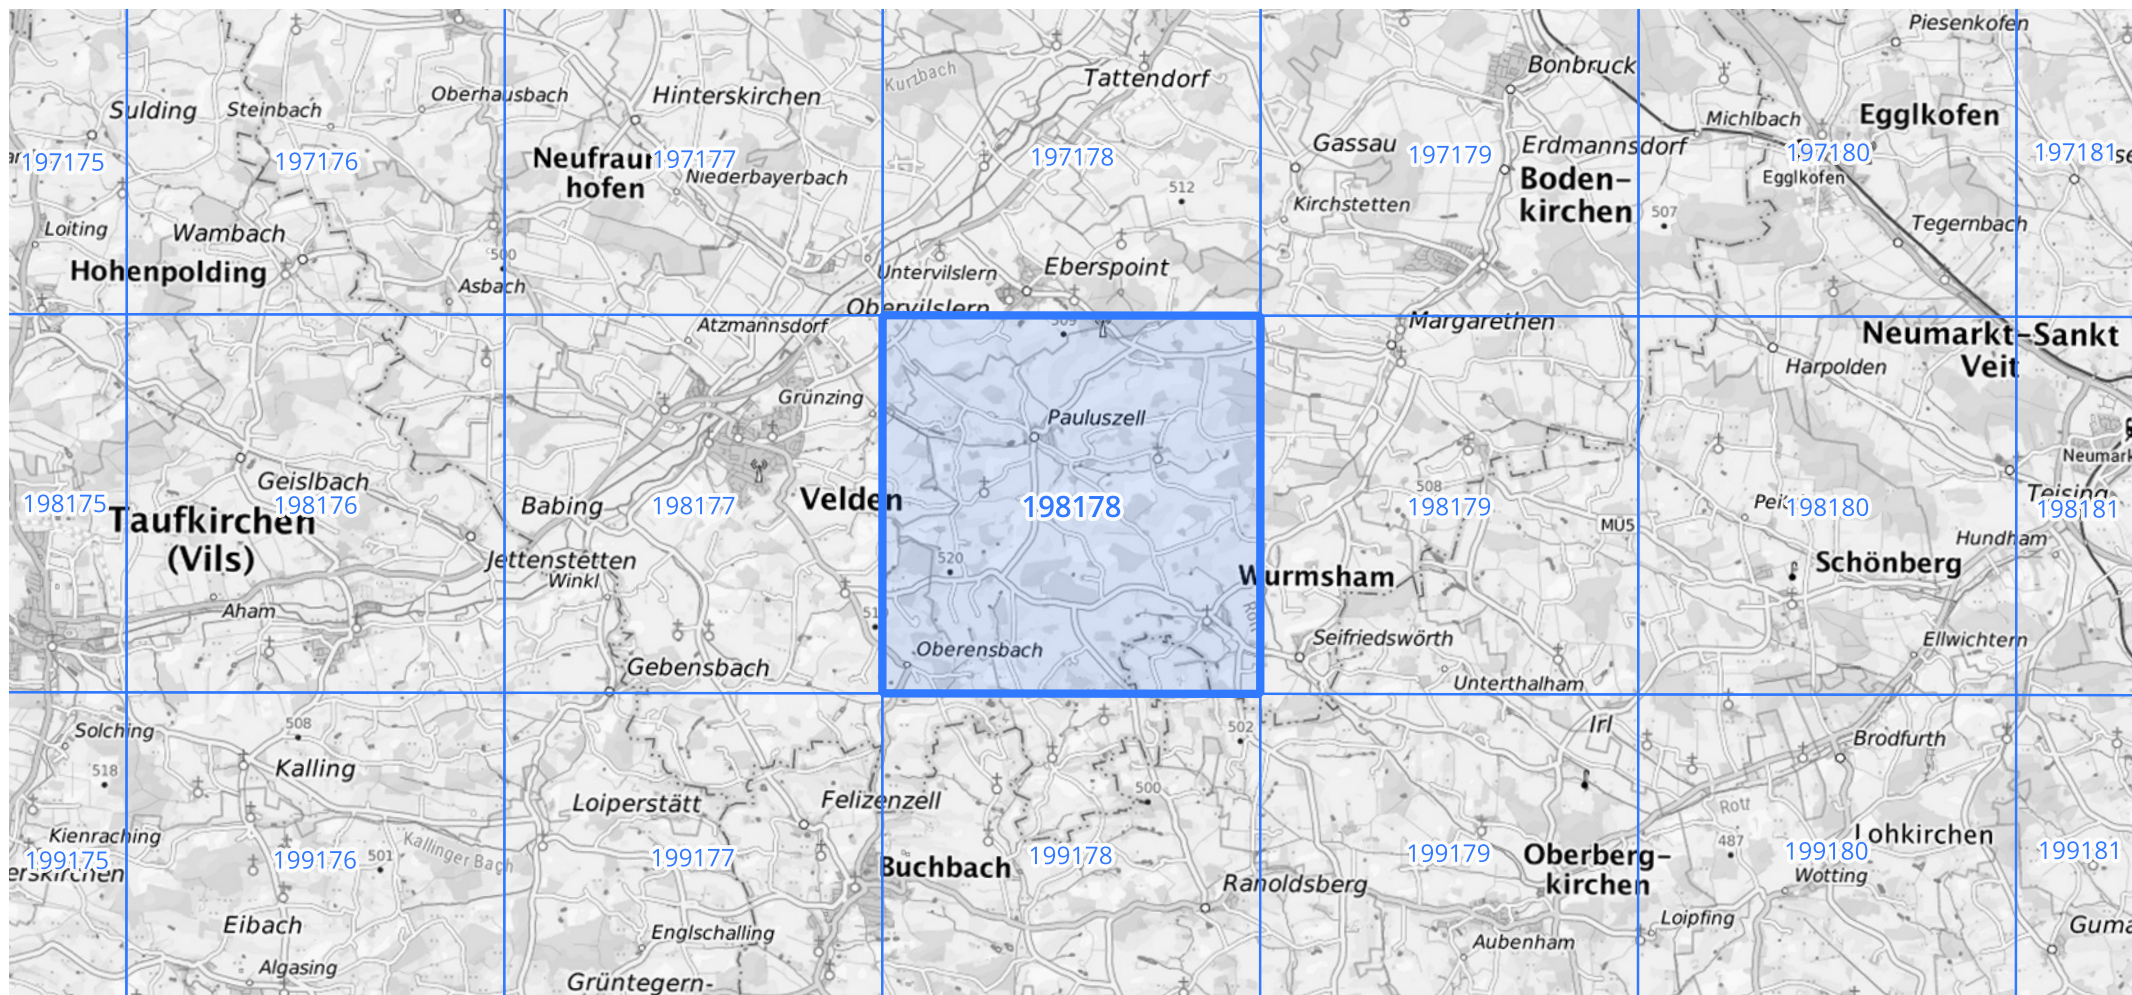 Piesenkofen
Bonbruck
Kurzbach
Tattendorf
Sulding
Steinbach
Oberhausbach
Hinterskirchen
Michlbach
Egglkofen
Gassau
Erdmannsdorf
197175
197176
Neufraun
hofen
197177
197178
197179
197180
197181
Niederbayerbach
Egglkofen
512
Boden-
kirchen
Kirchstetten
507
Loiting
Wambach
Tegernbach
500
Hohenpolding
Asbach
Untervilslern
Eberspoint
Obervilslern
Atzmannsdorf
509
Margarethen
Neumarkt-Sankt
Veit
Harpolden
Grünzing
Pauluszell
Neumark
Geislbach
508
198175
198176
Taufkirchen
(Vils)
Babing
198177
Velden
198178
198179
198180
Teising
198181
MÜ5
Hundham
Jettenstetten
Winkl
520
Wurmsham
Schönberg
Aham
Rott
Seifriedswörth
Ellwichtern
Oberensbach
Gebensbach
Unterthalham
Solching
508
502
Irl
Brodfurth
Kalling
518
500
Loiperstätt
Felizenzell
Rott
Kienraching
Kallinger Bach
487
Lohkirchen
199175
199176
501
199177
Buchbach
199178
199179
Oberberg-
kirchen
199180
199181
erskirchen
Ranoldsberg
Wotting
Eibach
Englschalling
Loipfing
Guma
Aubenham
Algasing
Grüntegern-